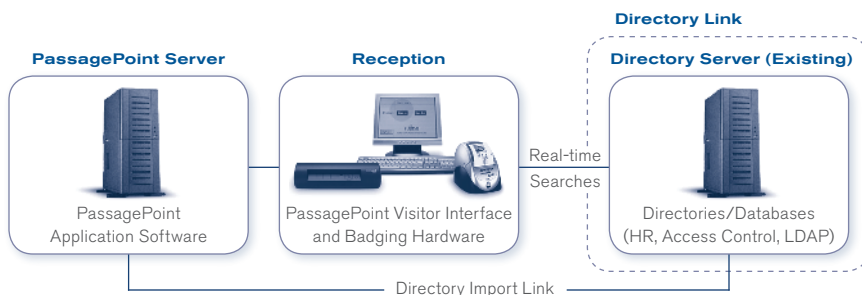 Directory Link
PassagePoint Server
Reception
Directory Server (Existing)
PassagePoint
Application Software
PassagePoint Visitor Interface
and Badging Hardware
Real-time
Searches
Directories/Databases
(HR, Access Control, LDAP)
Directory Import Link